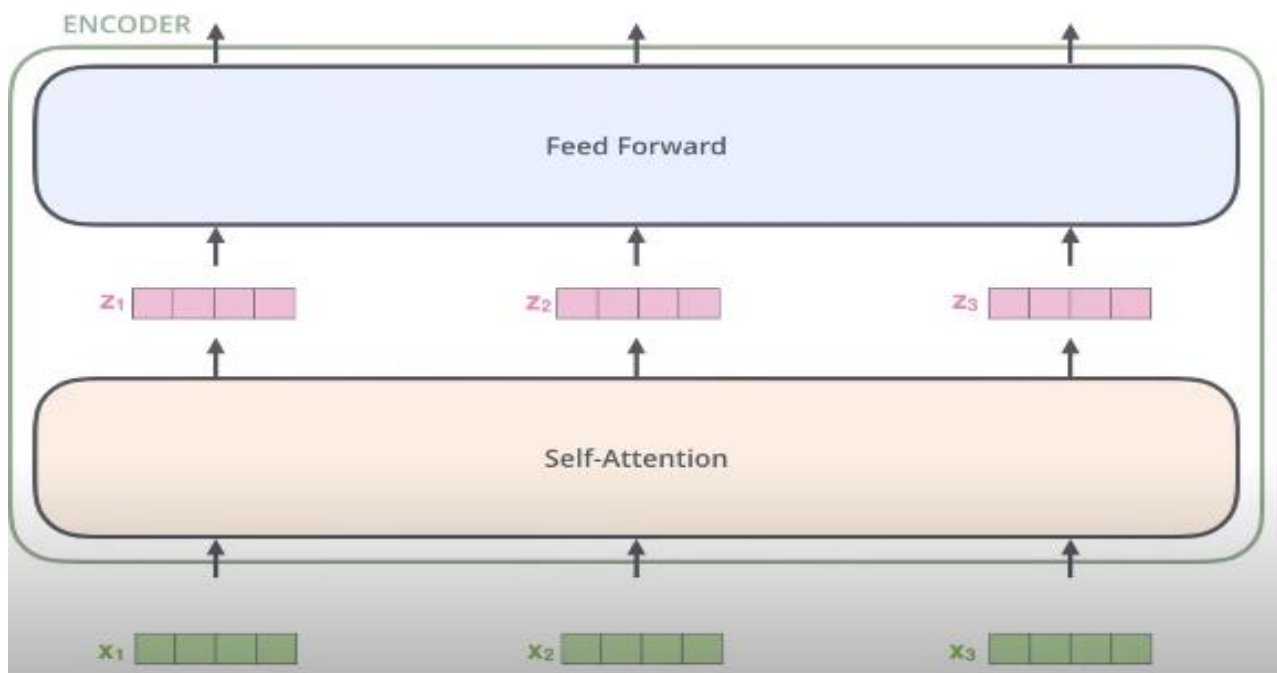 ENCODER
Feed Forward
z₁ z₂ z₃
Self-Attention
x₁ x₂ x₃